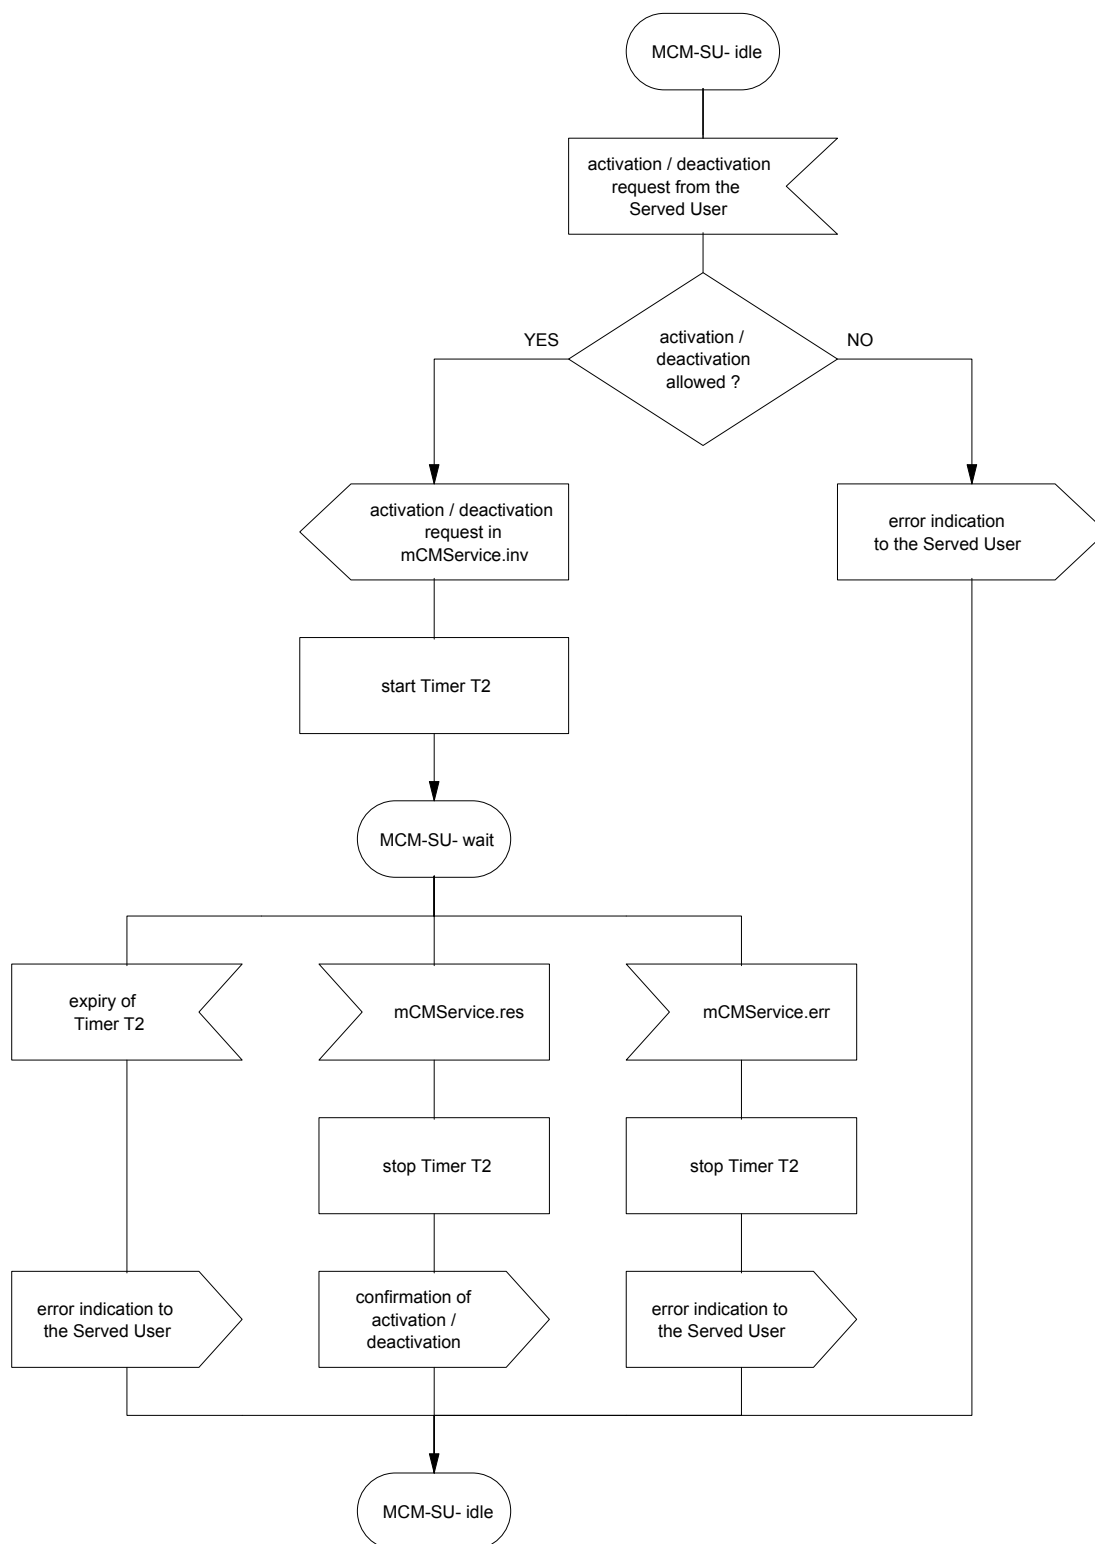 MCM-SU- idle
activation / deactivation
request from the
Served User
YES
activation /
deactivation
allowed ?
NO
activation / deactivation
request in
mCMService.inv
error indication
to the Served User
start Timer T2
MCM-SU- wait
expiry of
Timer T2
mCMService.res
mCMService.err
stop Timer T2
stop Timer T2
error indication to
the Served User
confirmation of
activation /
deactivation
error indication to
the Served User
MCM-SU- idle